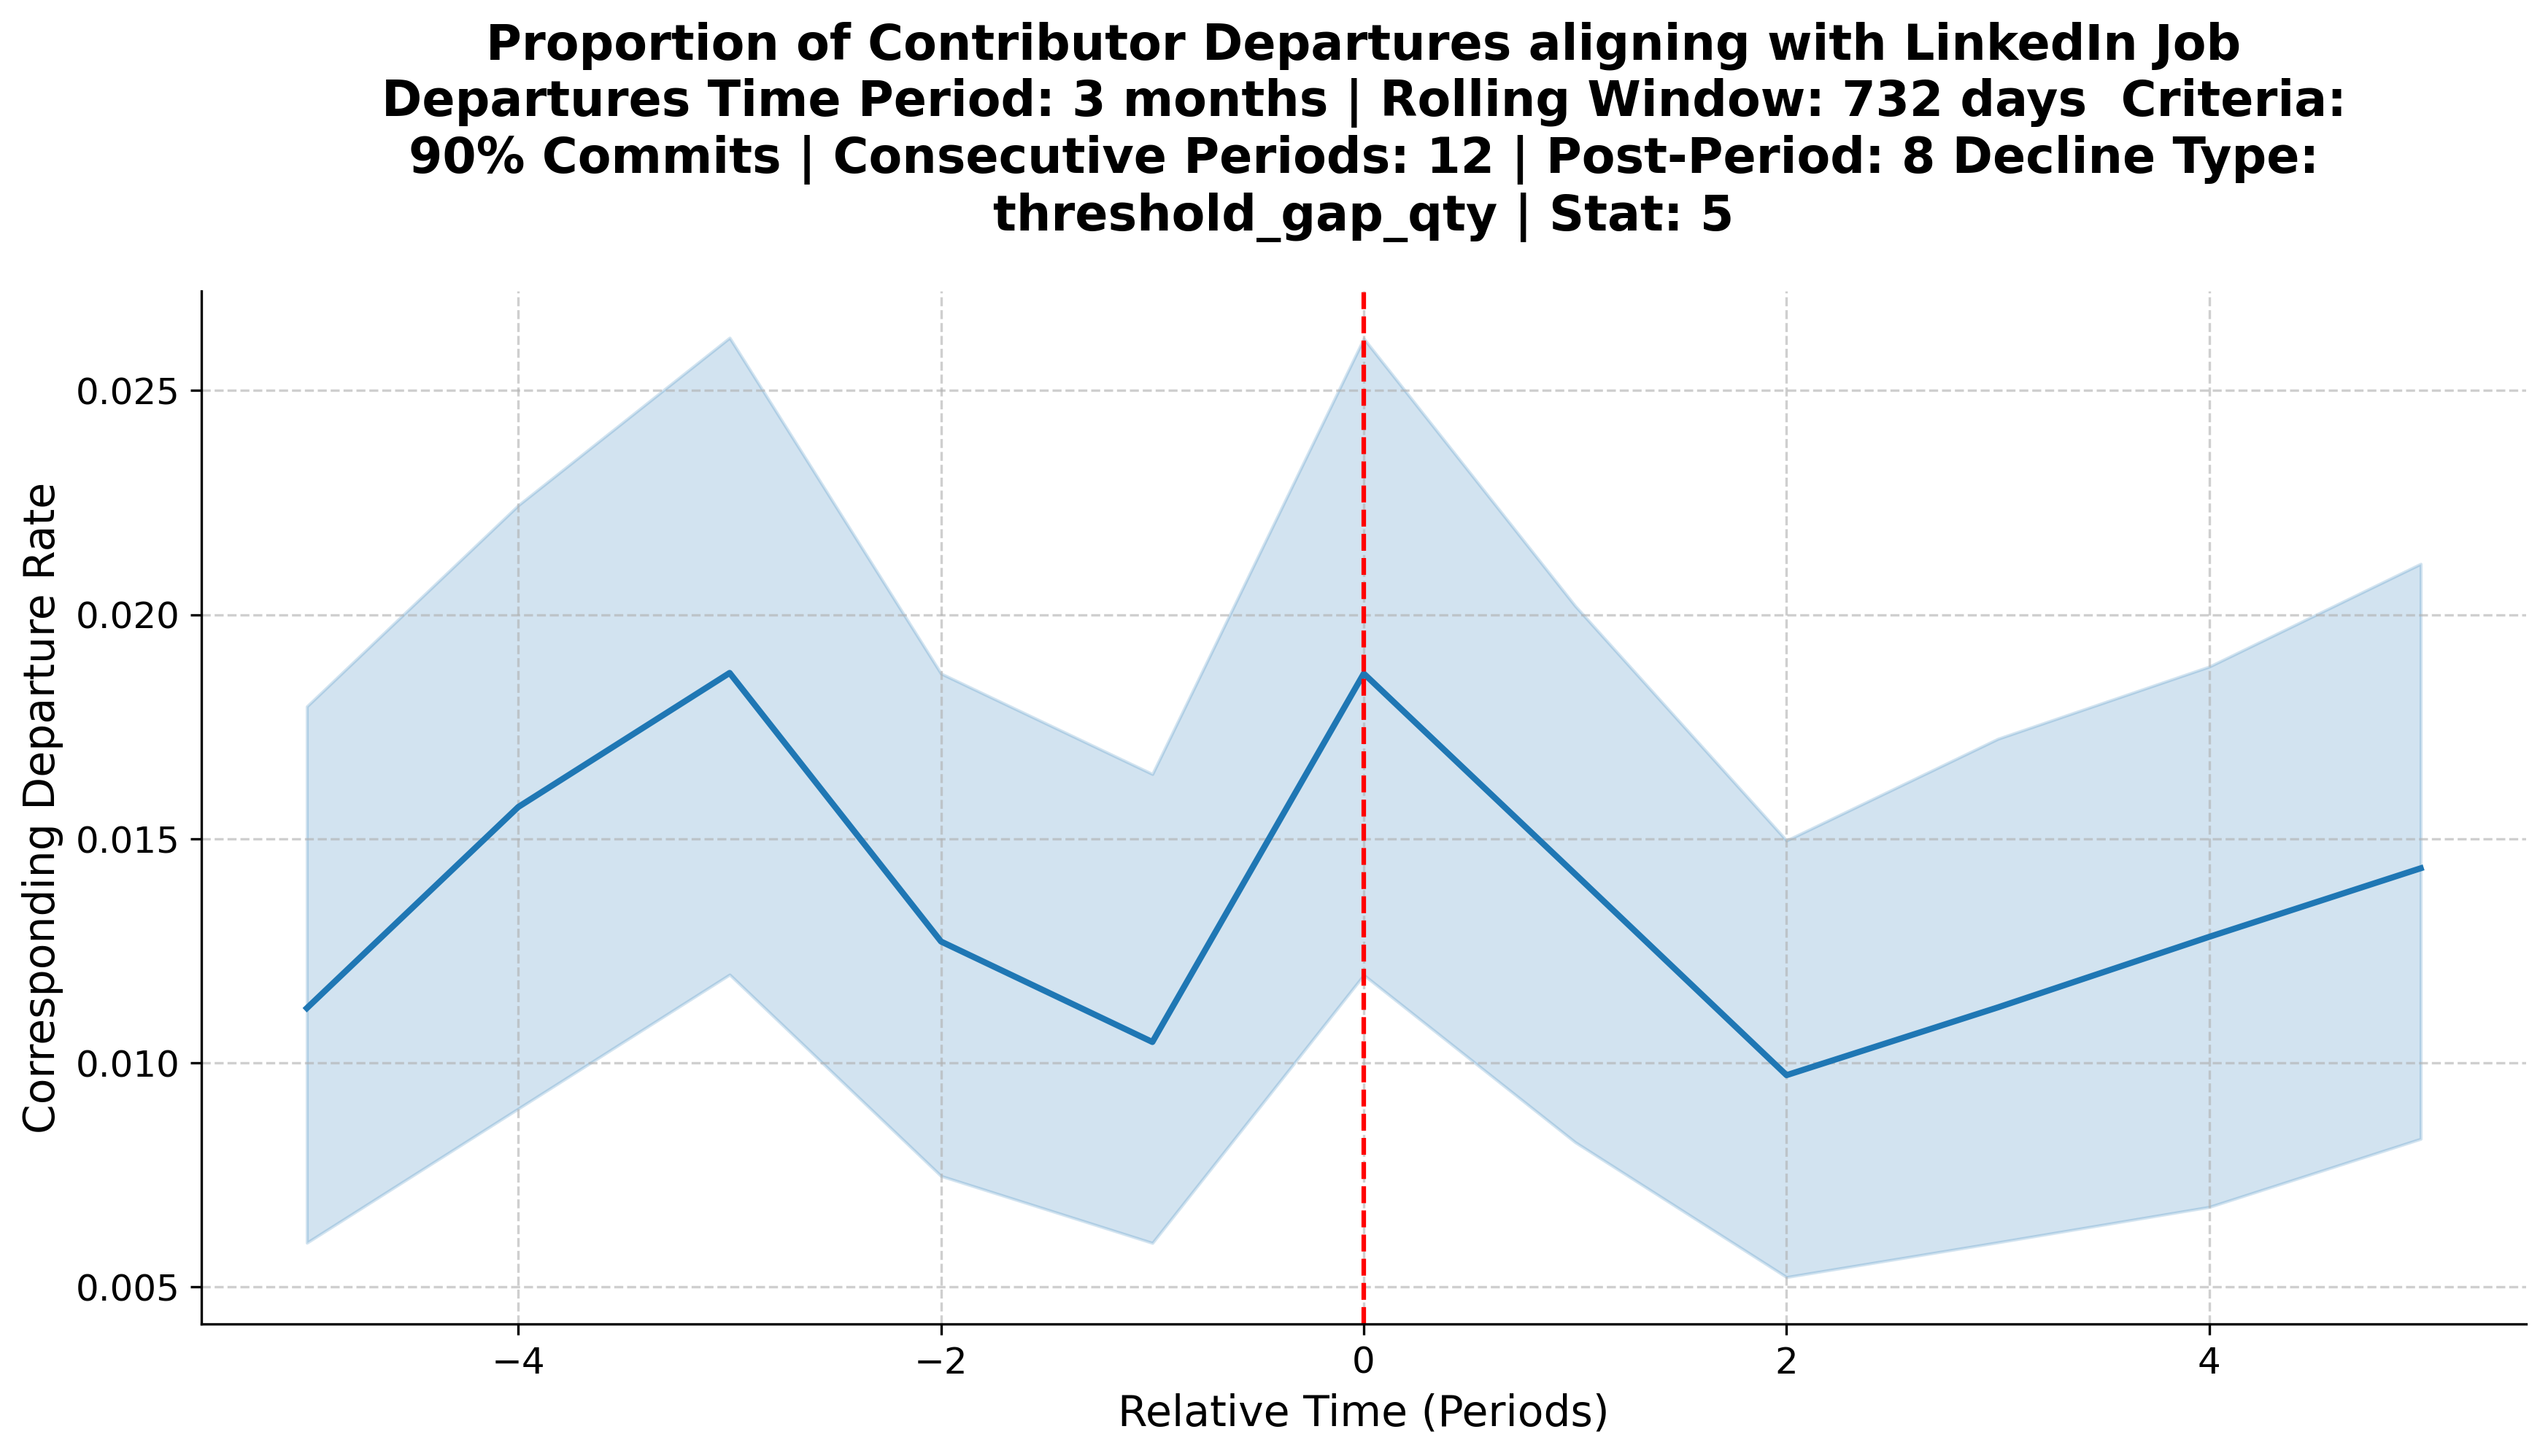 Proportion of Contributor Departures aligning with LinkedIn Job
Departures Time Period: 3 months | Rolling Window: 732 days  Criteria:
90% Commits | Consecutive Periods: 12 | Post-Period: 8 Decline Type:
threshold_gap_qty | Stat: 5
Corresponding Departure Rate
0.025
0.020
0.015
0.010
0.005
−4
−2
0
2
4
Relative Time (Periods)